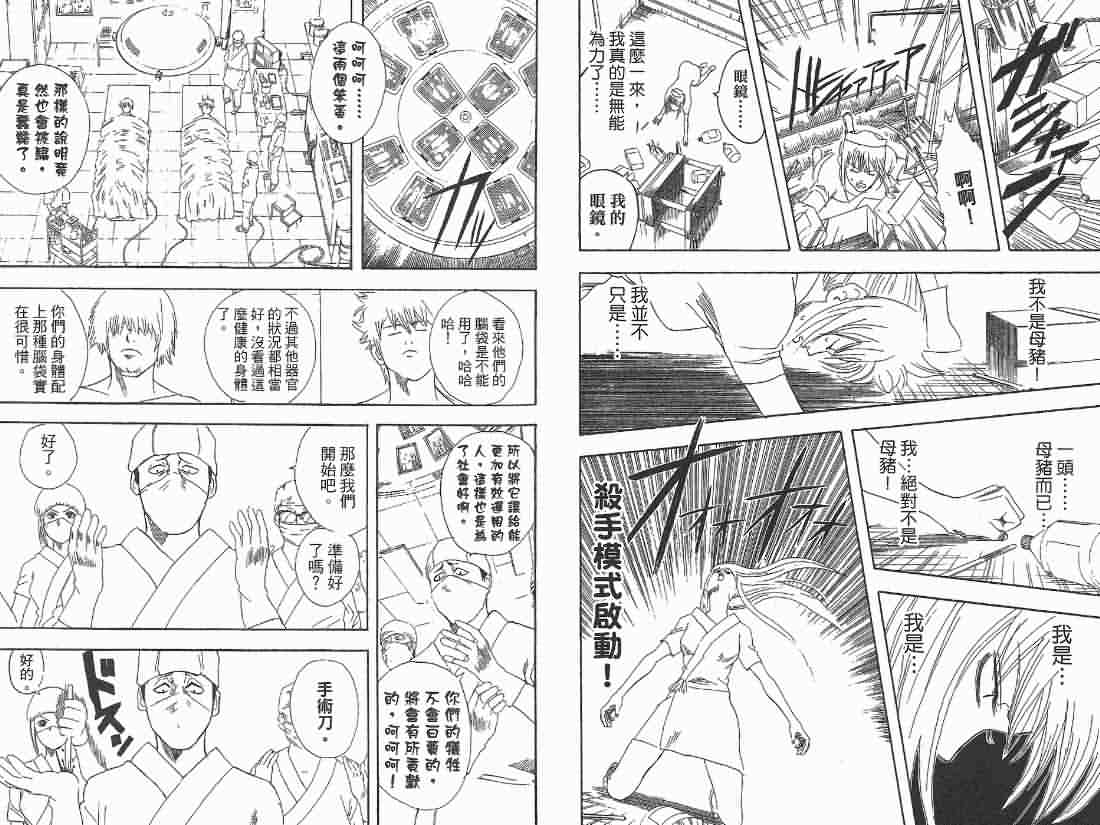 啊啊！
眼鏡……
這麼一來，
我真的是無能
為力了……
我的
眼鏡。
我不是母豬！
我並不
只是……
一頭……
母豬而已…
我…絕對不是
母豬！
我是…
我是…
殺手模式啟動！
呵呵呵……
這兩個笨蛋。
那樣的說明竟
然也會被騙，
真是蠢斃了。
看來他們的
腦袋是不能
用了，哈哈
哈！
不過其他器官
的狀況都相當
好，沒看過這
麼健康的身體
了。
你們的身體配
上那種腦袋實
在很可惜。
所以將它讓給能
更加有效運用的
人，這樣也是為
了社會好啊。
你們的犧牲
不會白費的，
將會有所貢獻
的，呵呵呵！
那麼我們
開始吧。
準備好
了嗎？
好了。
手術刀。
好的。
ドスン